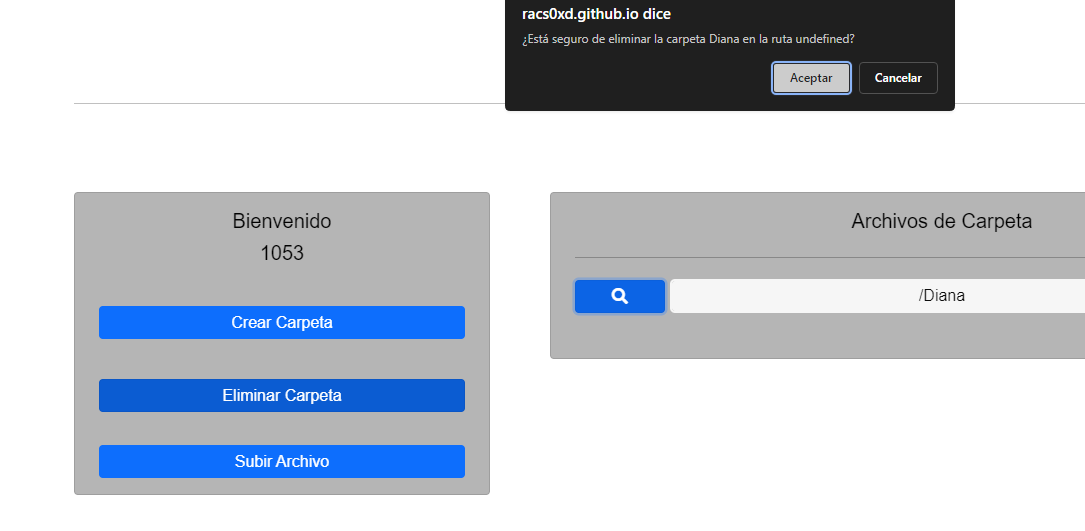 racs0xd.github.io dice
¿Está seguro de eliminar la carpeta Diana en la ruta undefined?
Aceptar
Cancelar
Bienvenido
1053
Crear Carpeta
Eliminar Carpeta
Subir Archivo
Archivos de Carpeta
/Diana